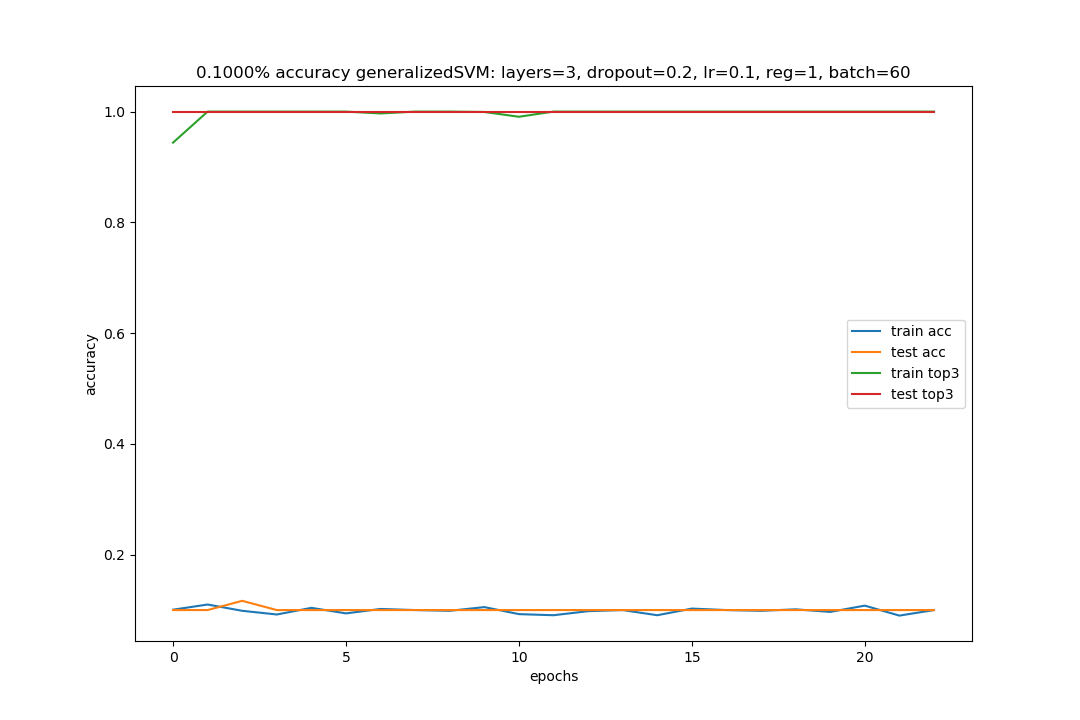 0.1000% accuracy generalizedSVM: layers=3, dropout=0.2, lr=0.1, reg=1, batch=60
1.0
0.8
0.6
0.4
0.2
accuracy
train acc
test acc
train top3
test top3
0 5 10 15 20
epochs